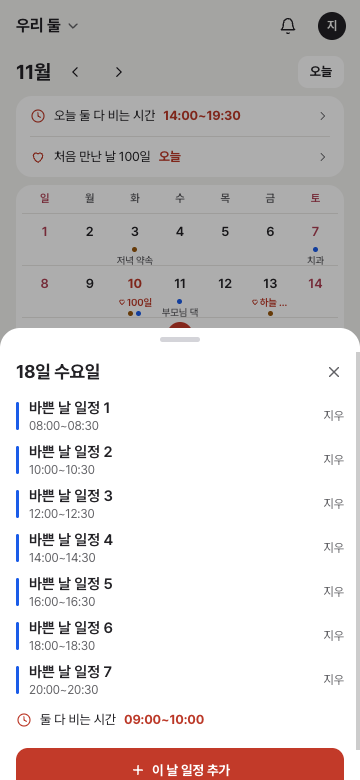 우리 둘
지
11월
오늘
오늘 둘 다 비는 시간 14:00~19:30
처음 만난 날 100일 오늘
일 월 화 수 목 금 토
1 2 3 4 5 6 7
저녁 약속 치과
8 9 10 11 12 13 14
100일 부모님 댁 하늘 ...
18일 수요일
바쁜 날 일정 1
08:00~08:30
지우
바쁜 날 일정 2
10:00~10:30
지우
바쁜 날 일정 3
12:00~12:30
지우
바쁜 날 일정 4
14:00~14:30
지우
바쁜 날 일정 5
16:00~16:30
지우
바쁜 날 일정 6
18:00~18:30
지우
바쁜 날 일정 7
20:00~20:30
지우
둘 다 비는 시간 09:00~10:00
이 날 일정 추가